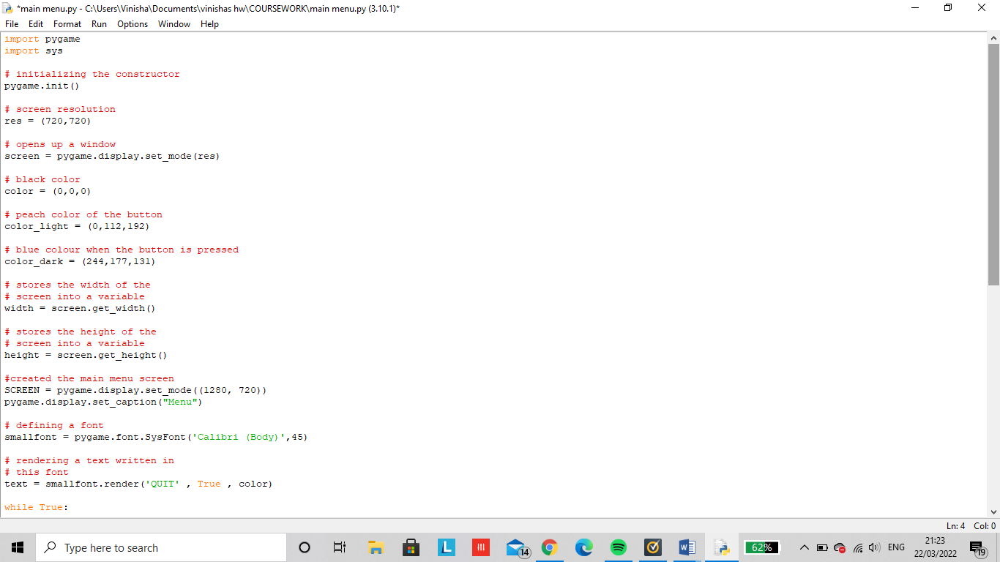 *main menu.py - C:\Users\Vinisha\Documents\vinishas hw\COURSEWORK\main menu.py (3.10.1)*
File Edit Format Run Options Window Help
import pygame
import sys
# initializing the constructor
pygame.init()
# screen resolution
res = (720,720)
# opens up a window
screen = pygame.display.set_mode(res)
# black color
color = (0,0,0)
# peach color of the button
color_light = (0,112,192)
# blue colour when the button is pressed
color_dark = (244,177,131)
# stores the width of the
# screen into a variable
width = screen.get_width()
# stores the height of the
# screen into a variable
height = screen.get_height()
#created the main menu screen
SCREEN = pygame.display.set_mode((1280, 720))
pygame.display.set_caption("Menu")
# defining a font
smallfont = pygame.font.SysFont('Calibri (Body)',45)
# rendering a text written in
# this font
text = smallfont.render('QUIT' , True , color)
while True:
Ln: 4 Col: 0
Type here to search
L
14
62%
ENG
21:23
22/03/2022
19